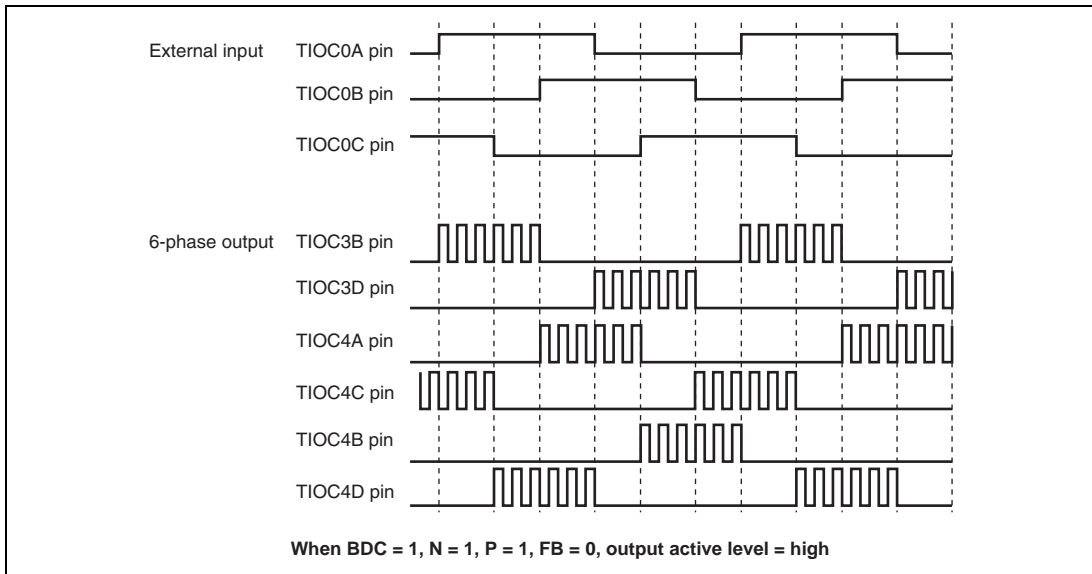 External input TIOC0A pin
TIOC0B pin
TIOC0C pin
6-phase output TIOC3B pin
TIOC3D pin
TIOC4A pin
TIOC4C pin
TIOC4B pin
TIOC4D pin
When BDC = 1, N = 1, P = 1, FB = 0, output active level = high